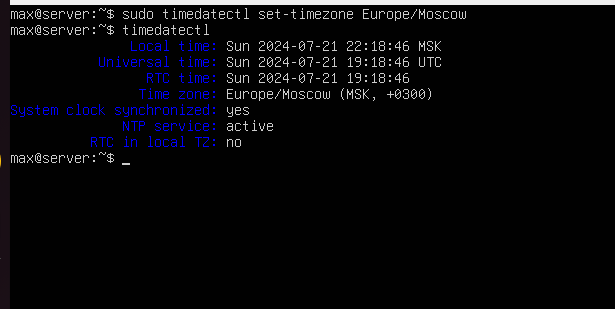 max@server:~$ sudo timedatectl set-timezone Europe/Moscow
max@server:~$ timedatectl
Local time: Sun 2024-07-21 22:18:46 MSK
Universal time: Sun 2024-07-21 19:18:46 UTC
RTC time: Sun 2024-07-21 19:18:46
Time zone: Europe/Moscow (MSK, +0300)
System clock synchronized: yes
NTP service: active
RTC in local TZ: no
max@server:~$ _